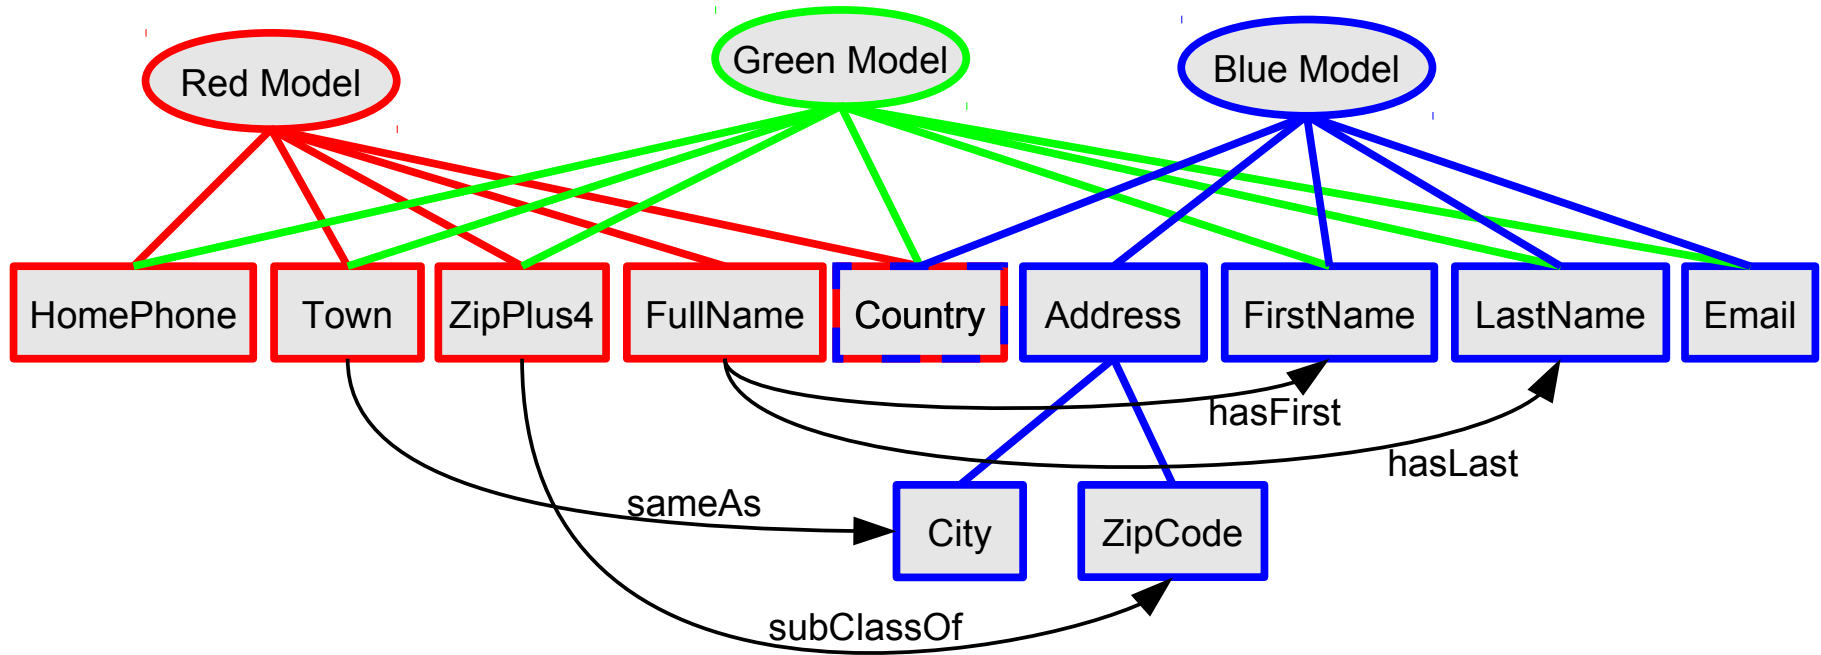 Red Model
Green Model
Blue Model
HomePhone
Town
ZipPlus4
FullName
Country
Address
FirstName
LastName
Email
hasFirst
hasLast
sameAs
City
ZipCode
subClassOf